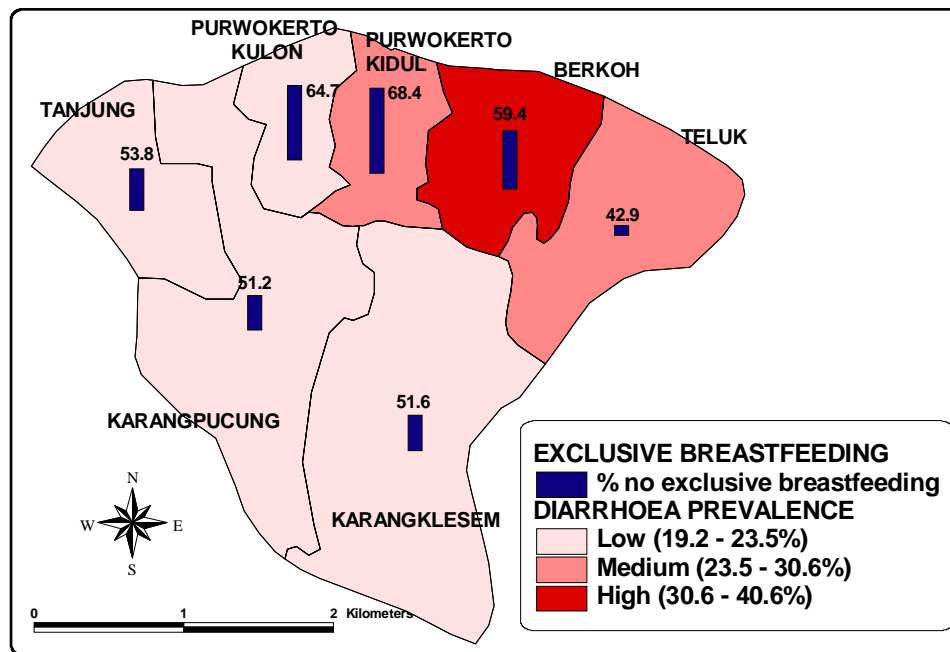 PURWOKERTO
KULON
PURWOKERTO
KIDUL
BERKOH
TANJUNG
TELUK
64.7
68.4
59.4
53.8
42.9
51.2
51.6
KARANGPUCUNG
KARANGKLESEM
N
W
E
S
0
1
2
Kilometers
EXCLUSIVE BREASTFEEDING
% no exclusive breastfeeding
DIARRHOEA PREVALENCE
Low (19.2 - 23.5%)
Medium (23.5 - 30.6%)
High (30.6 - 40.6%)